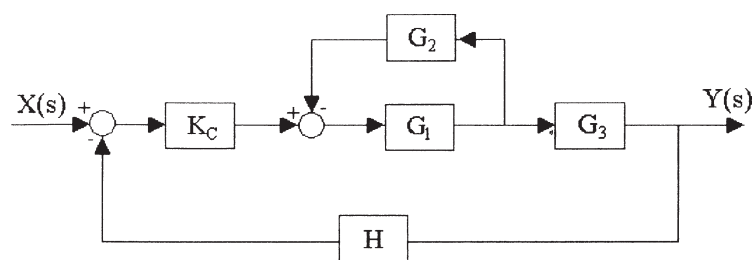 G₂
X(s)
+
-
K_C
+
-
G₁
G₃
Y(s)
H